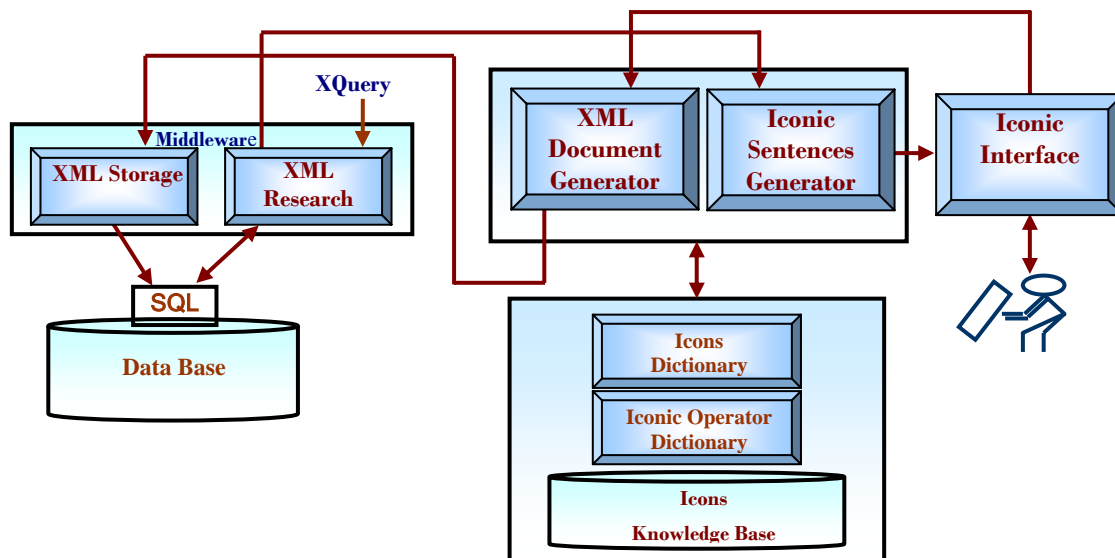 XQuery
Middleware
XML Storage
XML
Research
SQL
Data Base
XML
Document
Generator
Iconic
Sentences
Generator
Iconic
Interface
Icons
Dictionary
Iconic Operator
Dictionary
Icons
Knowledge Base